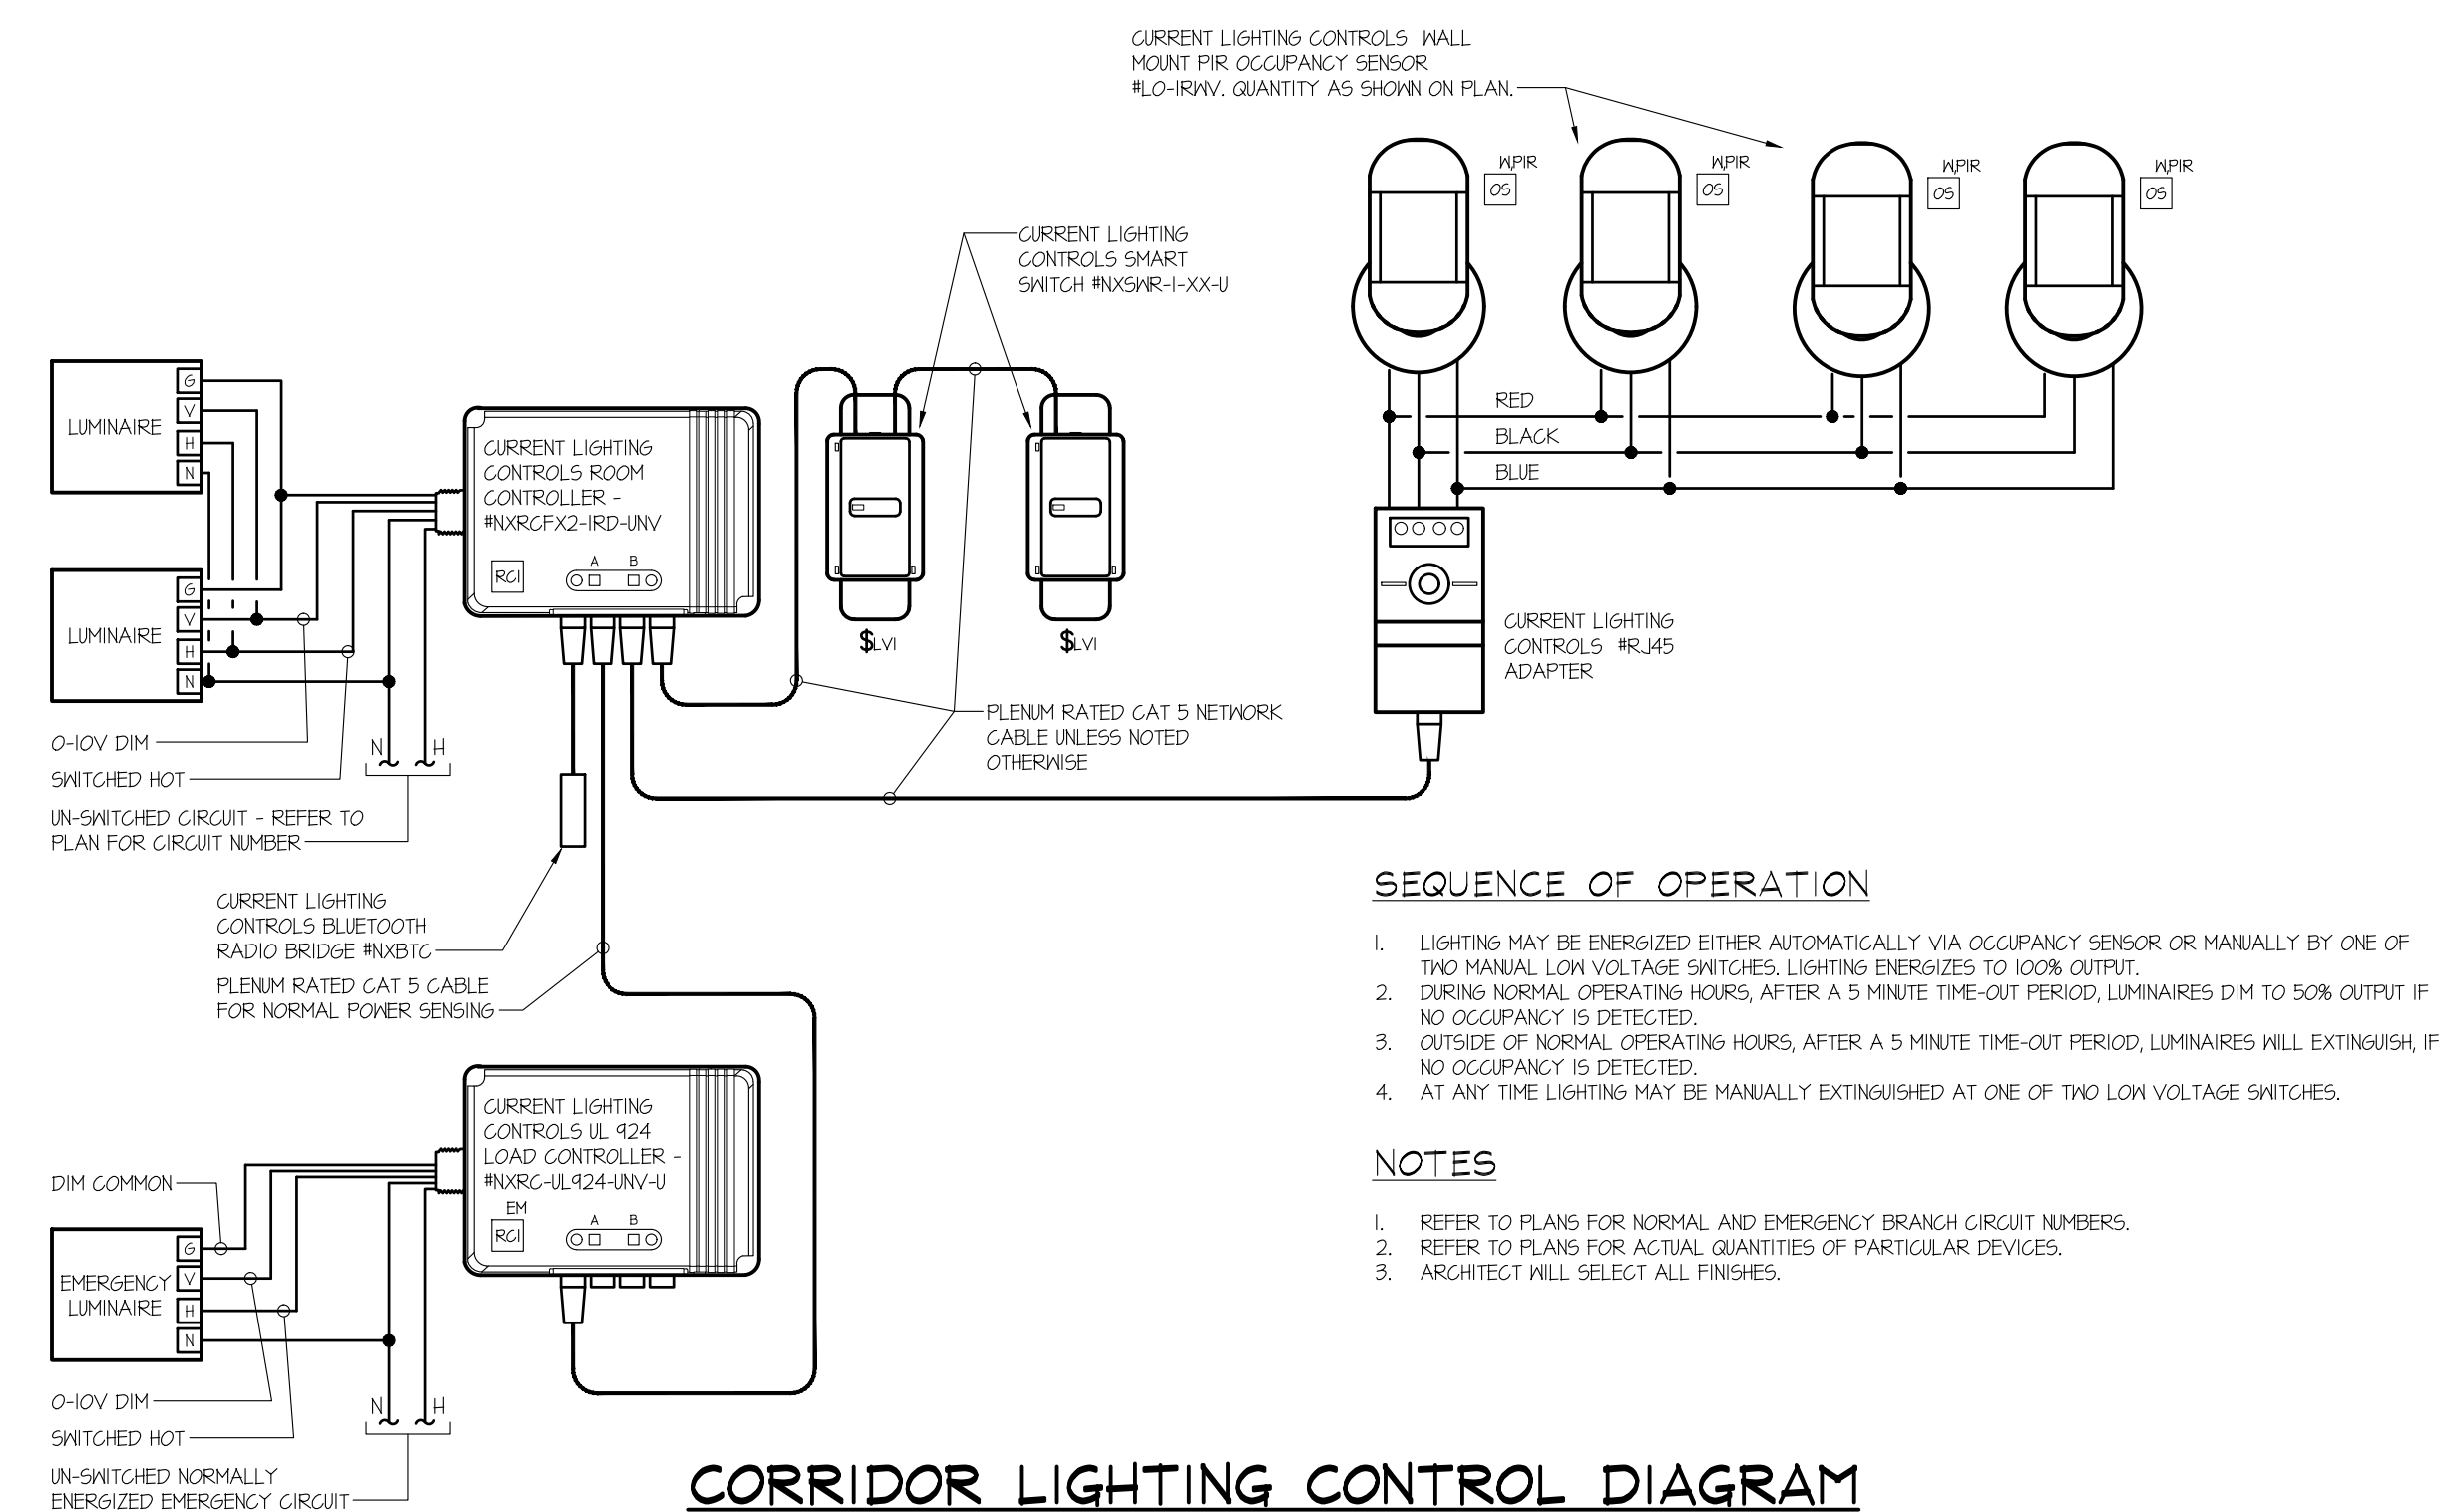 CURRENT LIGHTING CONTROLS WALL
MOUNT PIR OCCUPANCY SENSOR
#LO-IRWV. QUANTITY AS SHOWN ON PLAN.
W,PIR
OS
W,PIR
OS
W,PIR
OS
W,PIR
OS
CURRENT LIGHTING
CONTROLS SMART
SWITCH #NXSWR-1-XX-U
RED
BLACK
BLUE
LUMINAIRE
G
V
H
N
CURRENT LIGHTING
CONTROLS ROOM
CONTROLLER -
#NXRCFX2-1RD-UNV
RC1
A
B
LUMINAIRE
G
V
H
N
$LV1
$LV1
CURRENT LIGHTING
CONTROLS #RJ45
ADAPTER
PLENUM RATED CAT 5 NETWORK
CABLE UNLESS NOTED
OTHERWISE
0-10V DIM
SWITCHED HOT
N
H
UN-SWITCHED CIRCUIT - REFER TO
PLAN FOR CIRCUIT NUMBER
CURRENT LIGHTING
CONTROLS BLUETOOTH
RADIO BRIDGE #NXBTC
PLENUM RATED CAT 5 CABLE
FOR NORMAL POWER SENSING
SEQUENCE OF OPERATION
1. LIGHTING MAY BE ENERGIZED EITHER AUTOMATICALLY VIA OCCUPANCY SENSOR OR MANUALLY BY ONE OF
TWO MANUAL LOW VOLTAGE SWITCHES. LIGHTING ENERGIZES TO 100% OUTPUT.
2. DURING NORMAL OPERATING HOURS, AFTER A 5 MINUTE TIME-OUT PERIOD, LUMINAIRES DIM TO 50% OUTPUT IF
NO OCCUPANCY IS DETECTED.
3. OUTSIDE OF NORMAL OPERATING HOURS, AFTER A 5 MINUTE TIME-OUT PERIOD, LUMINAIRES WILL EXTINGUISH, IF
NO OCCUPANCY IS DETECTED.
4. AT ANY TIME LIGHTING MAY BE MANUALLY EXTINGUISHED AT ONE OF TWO LOW VOLTAGE SWITCHES.
NOTES
1. REFER TO PLANS FOR NORMAL AND EMERGENCY BRANCH CIRCUIT NUMBERS.
2. REFER TO PLANS FOR ACTUAL QUANTITIES OF PARTICULAR DEVICES.
3. ARCHITECT WILL SELECT ALL FINISHES.
CURRENT LIGHTING
CONTROLS UL 924
LOAD CONTROLLER -
#NXRC-UL924-UNV-U
EM
RC1
A
B
DIM COMMON
EMERGENCY
LUMINAIRE
G
V
H
N
0-10V DIM
SWITCHED HOT
N
H
UN-SWITCHED NORMALLY
ENERGIZED EMERGENCY CIRCUIT
CORRIDOR LIGHTING CONTROL DIAGRAM